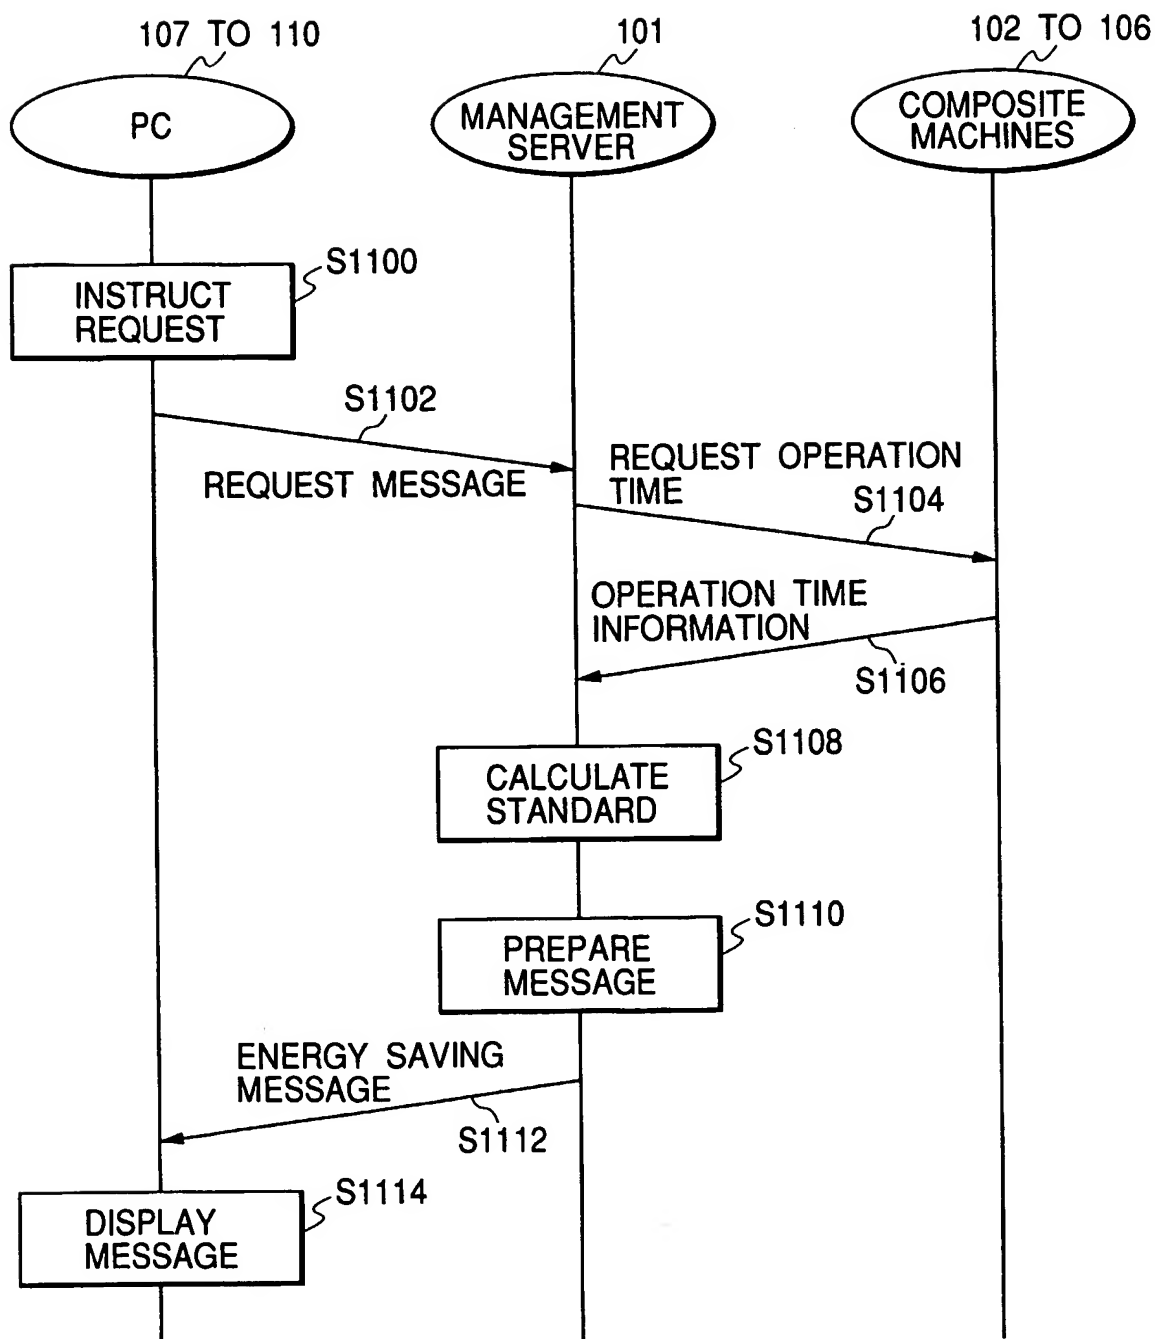 107 TO 110
101
102 TO 106
PC
MANAGEMENT
SERVER
COMPOSITE
MACHINES
S1100
INSTRUCT
REQUEST
S1102
REQUEST MESSAGE
REQUEST OPERATION
TIME
S1104
OPERATION TIME
INFORMATION
S1106
S1108
CALCULATE
STANDARD
S1110
PREPARE
MESSAGE
ENERGY SAVING
MESSAGE
S1112
S1114
DISPLAY
MESSAGE